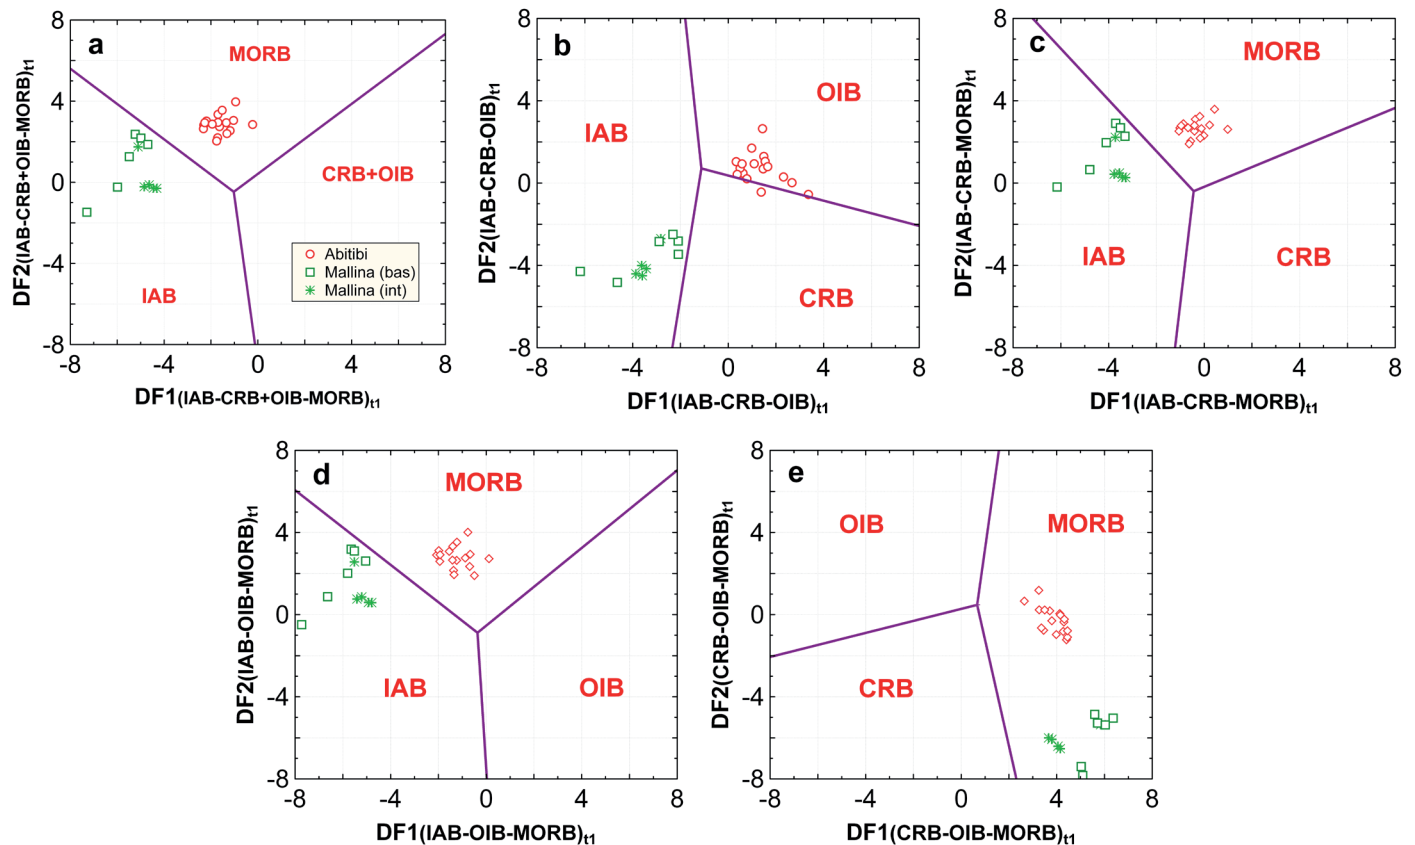 a
8
4
0
-4
-8
MORB
CRB+OIB
IAB
Abitibi
Mallina (bas)
Mallina (int)
-8
-4
0
4
8
DF1(IAB-CRB+OIB-MORB)t1
DF2(IAB-CRB+OIB-MORB)t1
b
8
4
0
-4
-8
OIB
IAB
CRB
-8
-4
0
4
8
DF1(IAB-CRB-OIB)t1
DF2(IAB-CRB-OIB)t1
c
8
4
0
-4
-8
MORB
IAB
CRB
-8
-4
0
4
8
DF1(IAB-CRB-MORB)t1
DF2(IAB-CRB-MORB)t1
d
8
4
0
-4
-8
MORB
IAB
OIB
-8
-4
0
4
8
DF1(IAB-OIB-MORB)t1
DF2(IAB-OIB-MORB)t1
e
8
4
0
-4
-8
OIB
MORB
CRB
-8
-4
0
4
8
DF1(CRB-OIB-MORB)t1
DF2(CRB-OIB-MORB)t1